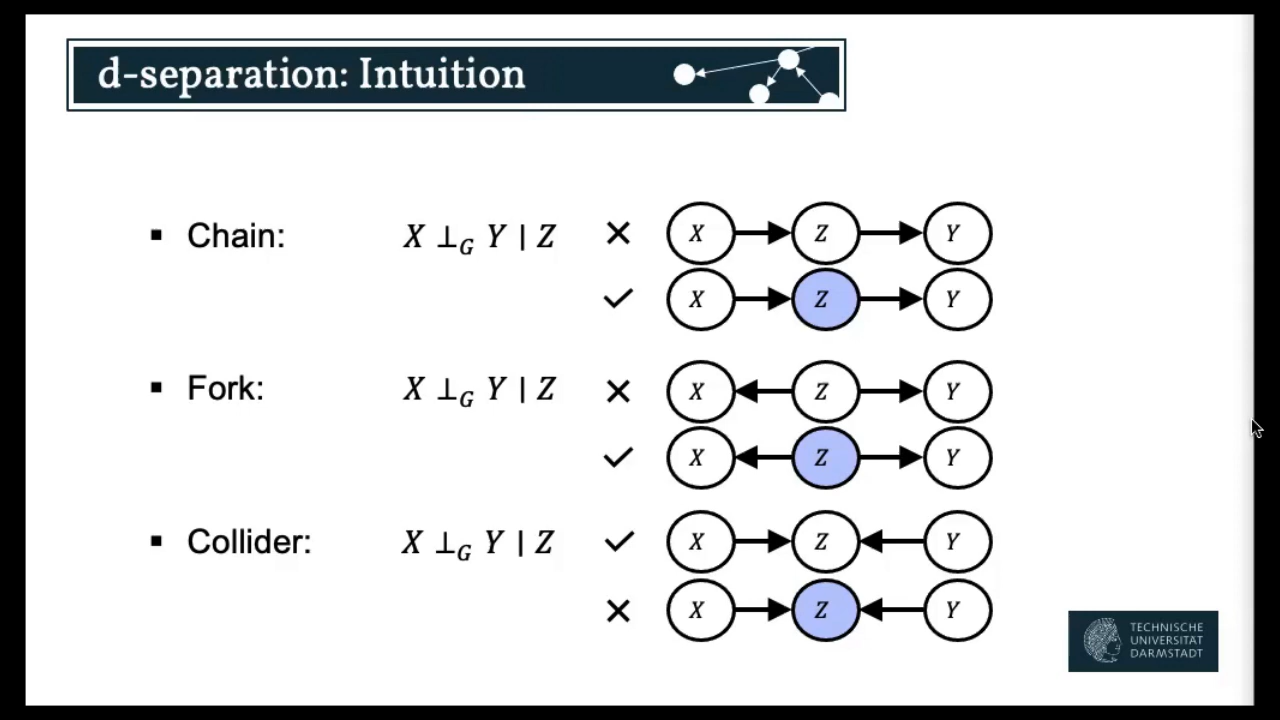 d-separation: Intuition
▪ Chain: X ⊥_G Y | Z ✕ X Z Y
✓ X Z Y
▪ Fork: X ⊥_G Y | Z ✕ X Z Y
✓ X Z Y
▪ Collider: X ⊥_G Y | Z ✓ X Z Y
✕ X Z Y
TECHNISCHE
UNIVERSITÄT
DARMSTADT